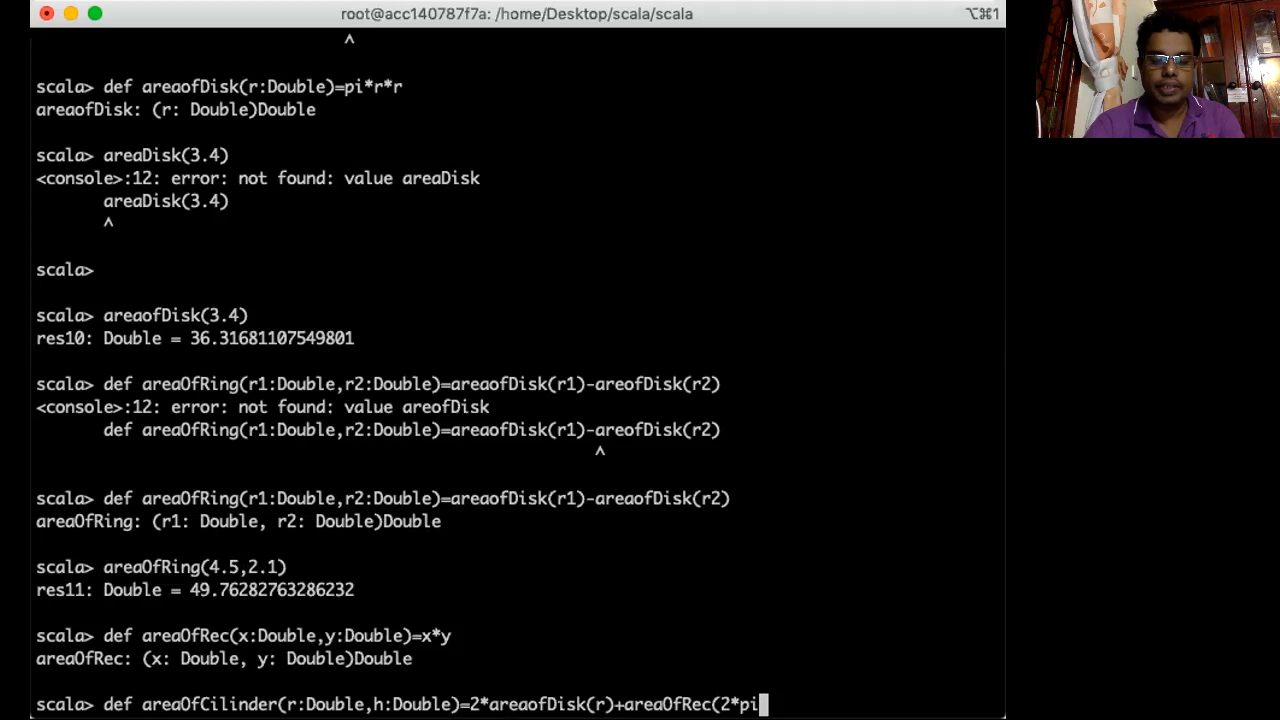 root@acc140787f7a: /home/Desktop/scala/scala
⌥⌘1
^
scala> def areaofDisk(r:Double)=pi*r*r
areaofDisk: (r: Double)Double
scala> areaDisk(3.4)
<console>:12: error: not found: value areaDisk
areaDisk(3.4)
^
scala>
scala> areaofDisk(3.4)
res10: Double = 36.31681107549801
scala> def areaOfRing(r1:Double,r2:Double)=areaofDisk(r1)-areofDisk(r2)
<console>:12: error: not found: value areofDisk
def areaOfRing(r1:Double,r2:Double)=areaofDisk(r1)-areofDisk(r2)
^
scala> def areaOfRing(r1:Double,r2:Double)=areaofDisk(r1)-areaofDisk(r2)
areaOfRing: (r1: Double, r2: Double)Double
scala> areaOfRing(4.5,2.1)
res11: Double = 49.76282763286232
scala> def areaOfRec(x:Double,y:Double)=x*y
areaOfRec: (x: Double, y: Double)Double
scala> def areaOfCilinder(r:Double,h:Double)=2*areaofDisk(r)+areaOfRec(2*pi